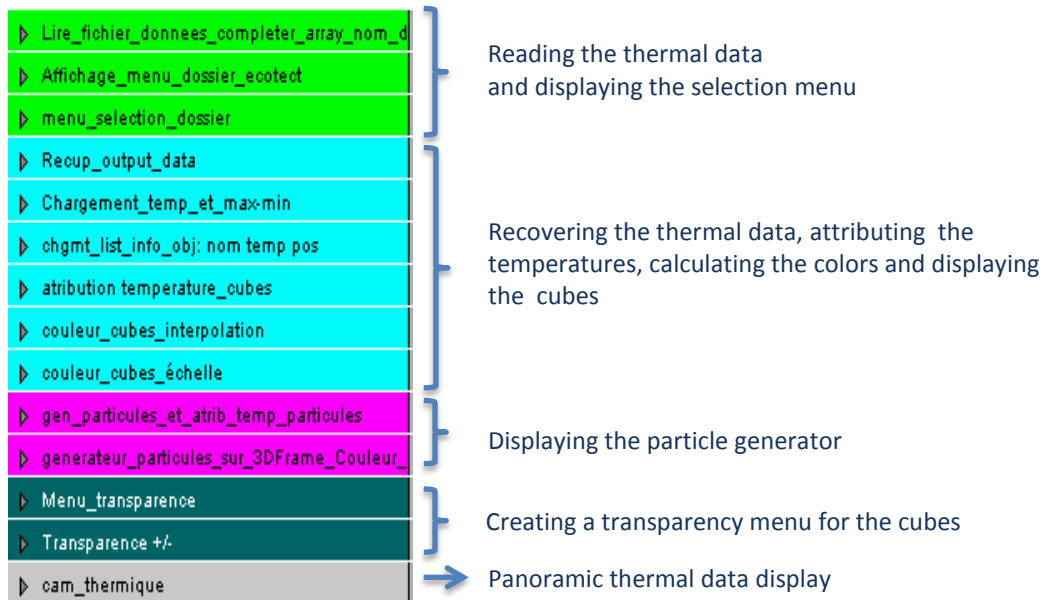 Lire_fichier_donnees_completer_array_nom_d
Affichage_menu_dossier_ecotect
menu_selection_dossier
Reading the thermal data
and displaying the selection menu
Recup_output_data
Chargement_temp_et_max-min
chgmt_list_info_obj: nom temp pos
atribution temperature_cubes
couleur_cubes_interpolation
couleur_cubes_échelle
Recovering the thermal data, attributing the
temperatures, calculating the colors and displaying
the cubes
gen_particules_et_atrib_temp_particules
generateur_particules_sur_3DFrame_Couleur_
Displaying the particle generator
Menu_transparence
Transparence +/-
Creating a transparency menu for the cubes
cam_thermique
Panoramic thermal data display